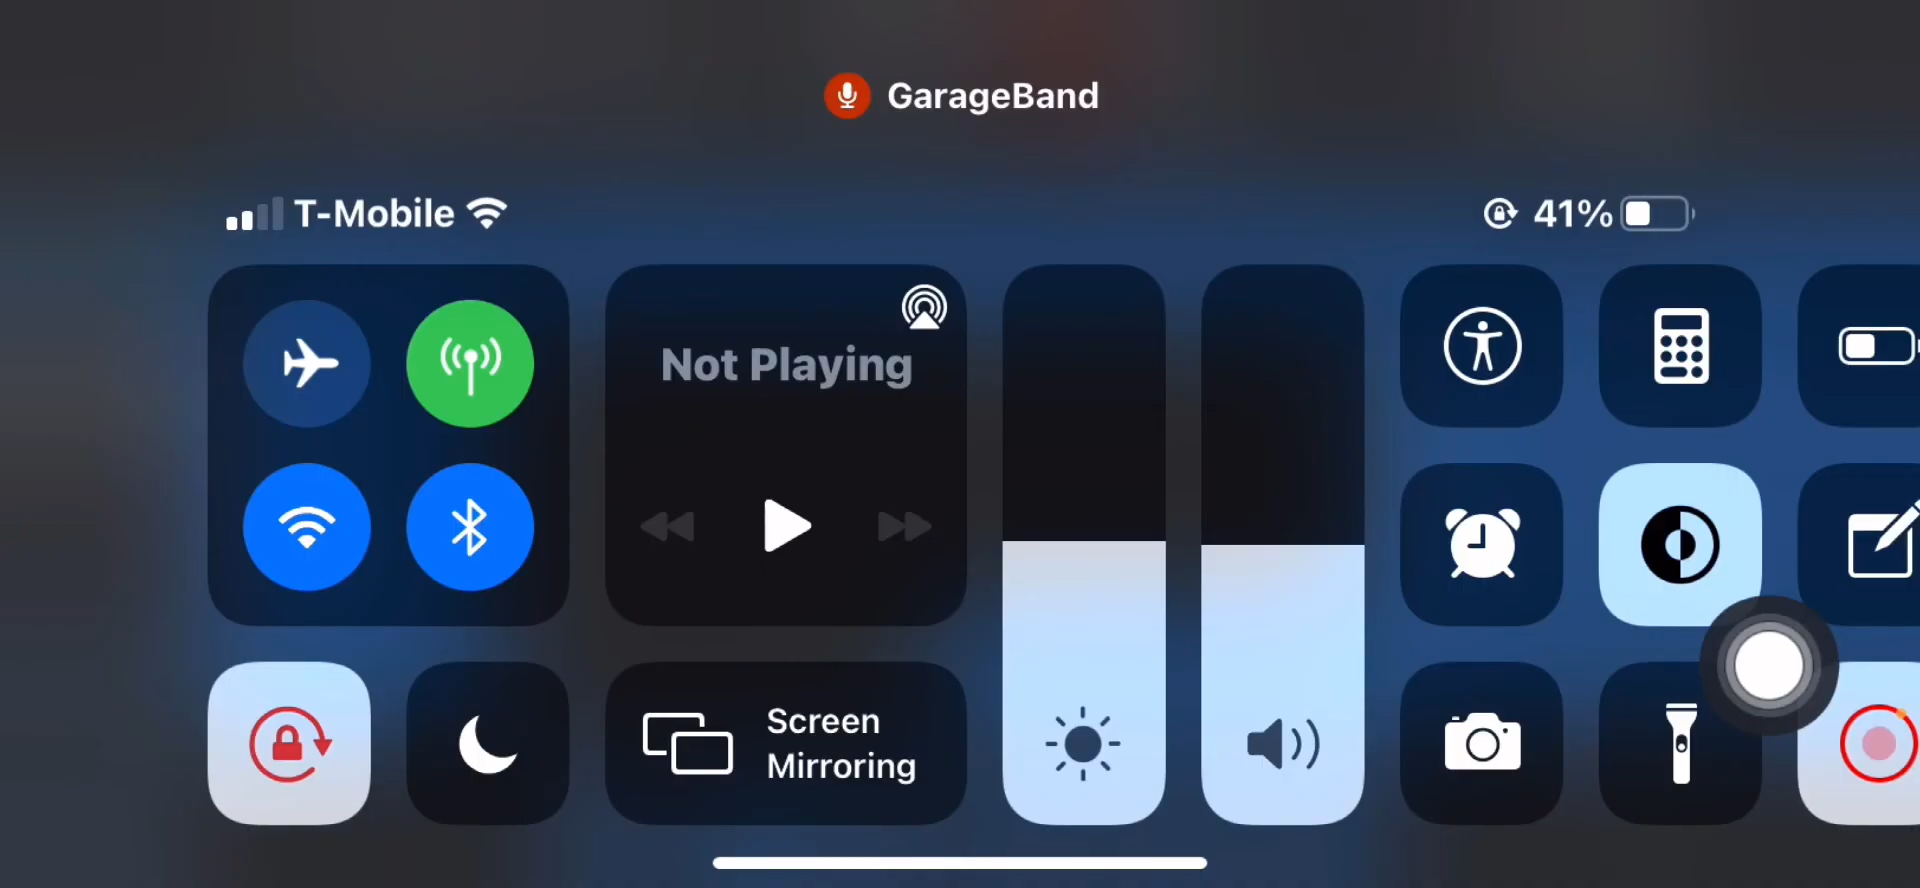 GarageBand
T-Mobile
41%
Not Playing
Screen
Mirroring